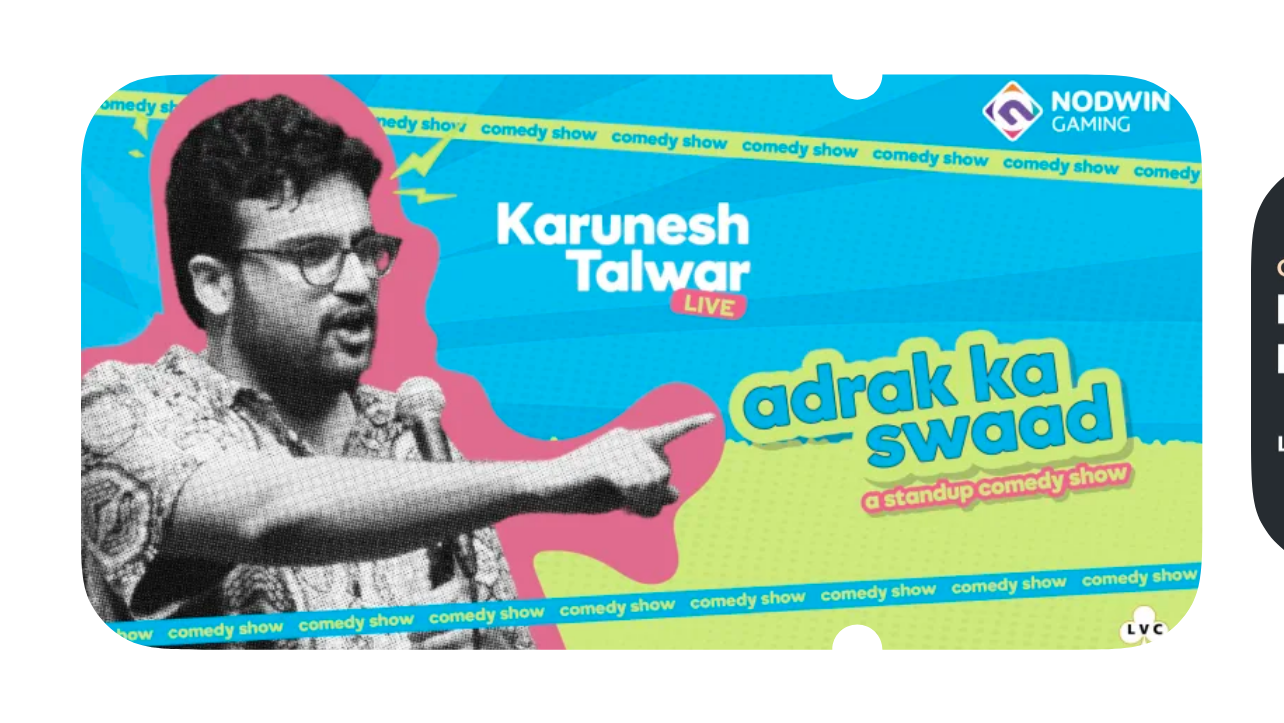 comedy show comedy show comedy show comedy show comedy show comedy show comedy
NODWIN
GAMING
Karunesh
Talwar
LIVE
adrak ka
swaad
a standup comedy show
show comedy show comedy show comedy show comedy show comedy show comedy show comedy show comedy show
LVC